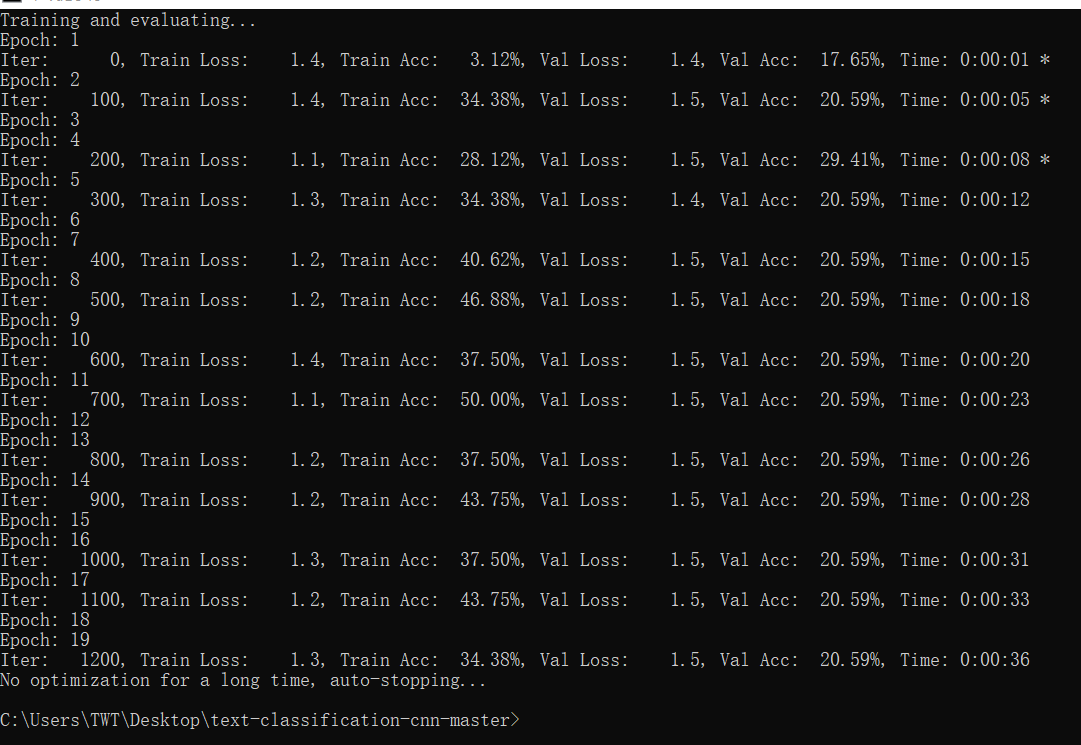 Training and evaluating...
Epoch: 1
Iter:      0, Train Loss:    1.4, Train Acc:   3.12%, Val Loss:    1.4, Val Acc:  17.65%, Time: 0:00:01 *
Epoch: 2
Iter:    100, Train Loss:    1.4, Train Acc:  34.38%, Val Loss:    1.5, Val Acc:  20.59%, Time: 0:00:05 *
Epoch: 3
Epoch: 4
Iter:    200, Train Loss:    1.1, Train Acc:  28.12%, Val Loss:    1.5, Val Acc:  29.41%, Time: 0:00:08 *
Epoch: 5
Iter:    300, Train Loss:    1.3, Train Acc:  34.38%, Val Loss:    1.4, Val Acc:  20.59%, Time: 0:00:12
Epoch: 6
Epoch: 7
Iter:    400, Train Loss:    1.2, Train Acc:  40.62%, Val Loss:    1.5, Val Acc:  20.59%, Time: 0:00:15
Epoch: 8
Iter:    500, Train Loss:    1.2, Train Acc:  46.88%, Val Loss:    1.5, Val Acc:  20.59%, Time: 0:00:18
Epoch: 9
Epoch: 10
Iter:    600, Train Loss:    1.4, Train Acc:  37.50%, Val Loss:    1.5, Val Acc:  20.59%, Time: 0:00:20
Epoch: 11
Iter:    700, Train Loss:    1.1, Train Acc:  50.00%, Val Loss:    1.5, Val Acc:  20.59%, Time: 0:00:23
Epoch: 12
Epoch: 13
Iter:    800, Train Loss:    1.2, Train Acc:  37.50%, Val Loss:    1.5, Val Acc:  20.59%, Time: 0:00:26
Epoch: 14
Iter:    900, Train Loss:    1.2, Train Acc:  43.75%, Val Loss:    1.5, Val Acc:  20.59%, Time: 0:00:28
Epoch: 15
Epoch: 16
Iter:   1000, Train Loss:    1.3, Train Acc:  37.50%, Val Loss:    1.5, Val Acc:  20.59%, Time: 0:00:31
Epoch: 17
Iter:   1100, Train Loss:    1.2, Train Acc:  43.75%, Val Loss:    1.5, Val Acc:  20.59%, Time: 0:00:33
Epoch: 18
Epoch: 19
Iter:   1200, Train Loss:    1.3, Train Acc:  34.38%, Val Loss:    1.5, Val Acc:  20.59%, Time: 0:00:36
No optimization for a long time, auto-stopping...
C:\Users\TWT\Desktop\text-classification-cnn-master>